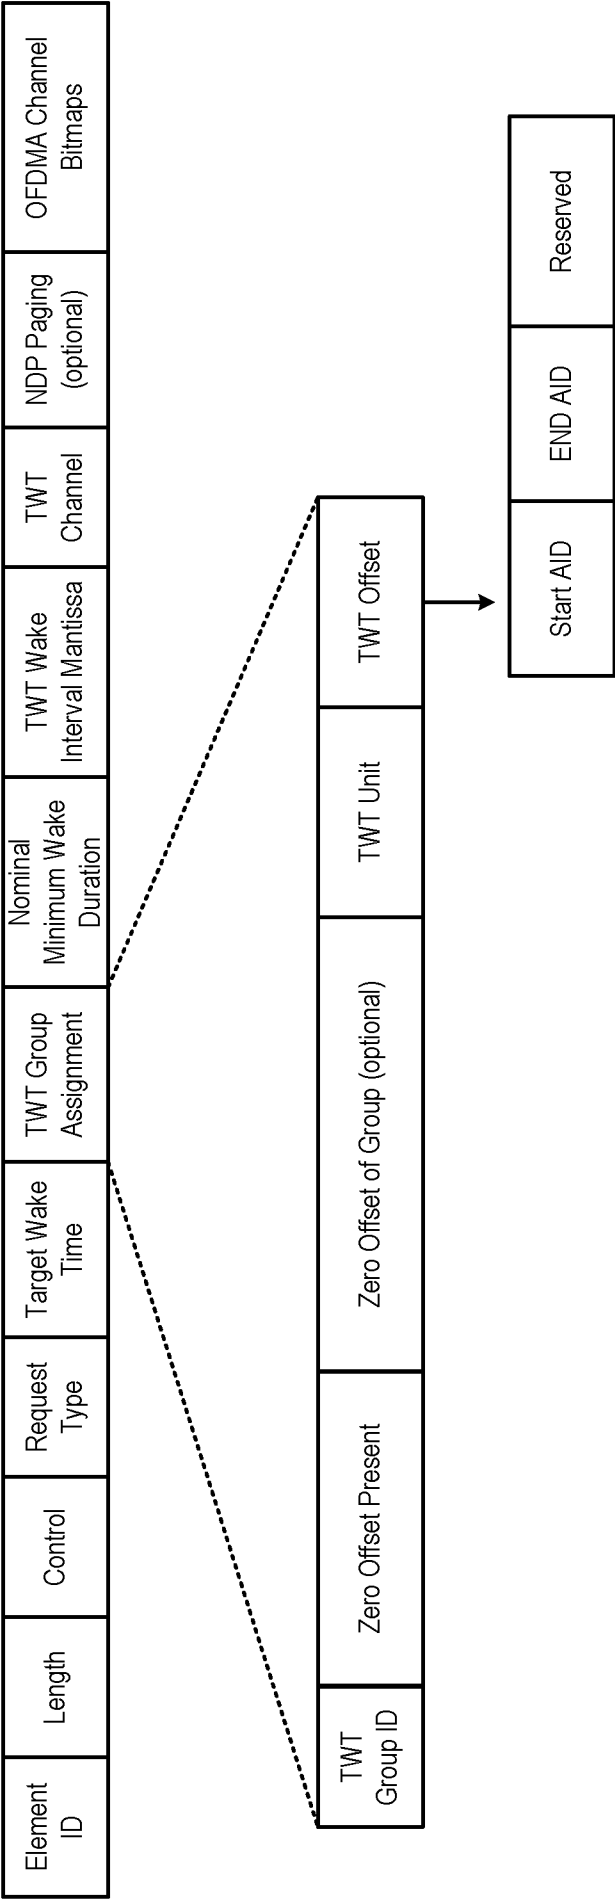 Element
ID
Length
Control
Request
Type
Target Wake
Time
TWT Group
Assignment
Nominal
Minimum Wake
Duration
TWT Wake
Interval Mantissa
TWT
Channel
NDP Paging
(optional)
OFDMA Channel
Bitmaps
TWT
Group ID
Zero Offset Present
Zero Offset of Group (optional)
TWT Unit
TWT Offset
Start AID
END AID
Reserved